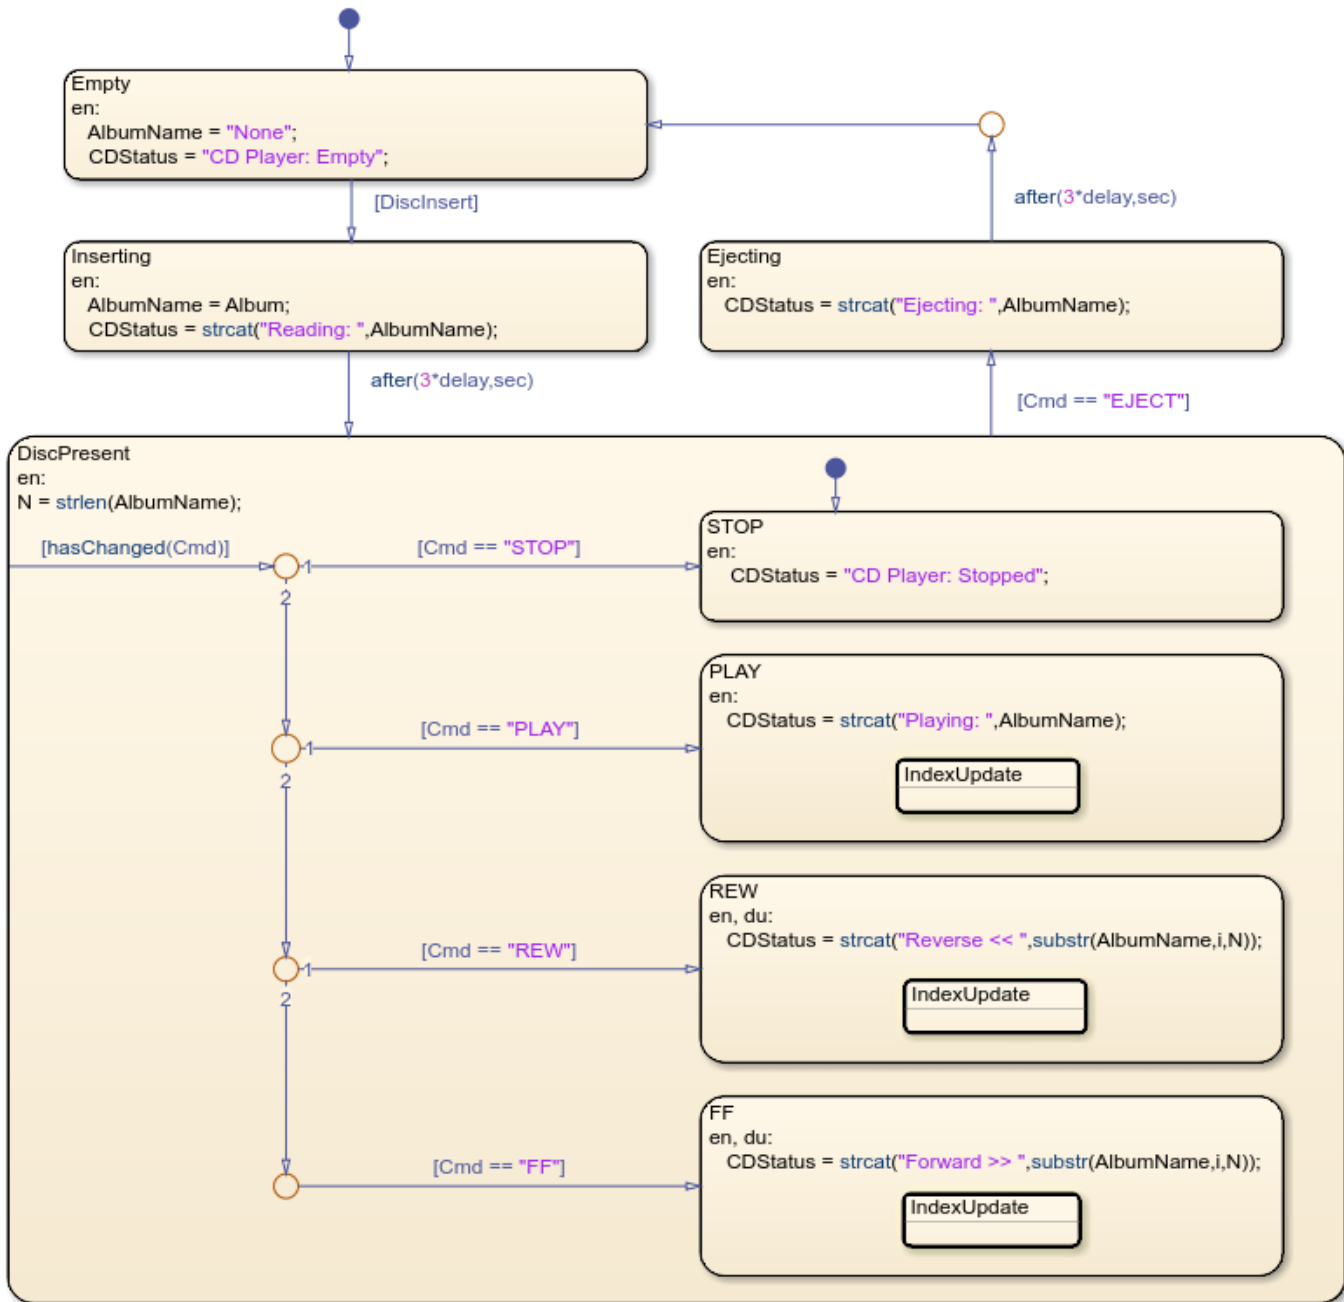 Empty
en:
AlbumName = "None";
CDStatus = "CD Player: Empty";
[DiscInsert]
after(3*delay,sec)
Inserting
en:
AlbumName = Album;
CDStatus = strcat("Reading: ",AlbumName);
Ejecting
en:
CDStatus = strcat("Ejecting: ",AlbumName);
after(3*delay,sec)
[Cmd == "EJECT"]
DiscPresent
en:
N = strlen(AlbumName);
[hasChanged(Cmd)]
1
2
[Cmd == "STOP"]
STOP
en:
CDStatus = "CD Player: Stopped";
1
2
[Cmd == "PLAY"]
PLAY
en:
CDStatus = strcat("Playing: ",AlbumName);
IndexUpdate
1
2
[Cmd == "REW"]
REW
en, du:
CDStatus = strcat("Reverse << ",substr(AlbumName,i,N));
IndexUpdate
[Cmd == "FF"]
FF
en, du:
CDStatus = strcat("Forward >> ",substr(AlbumName,i,N));
IndexUpdate